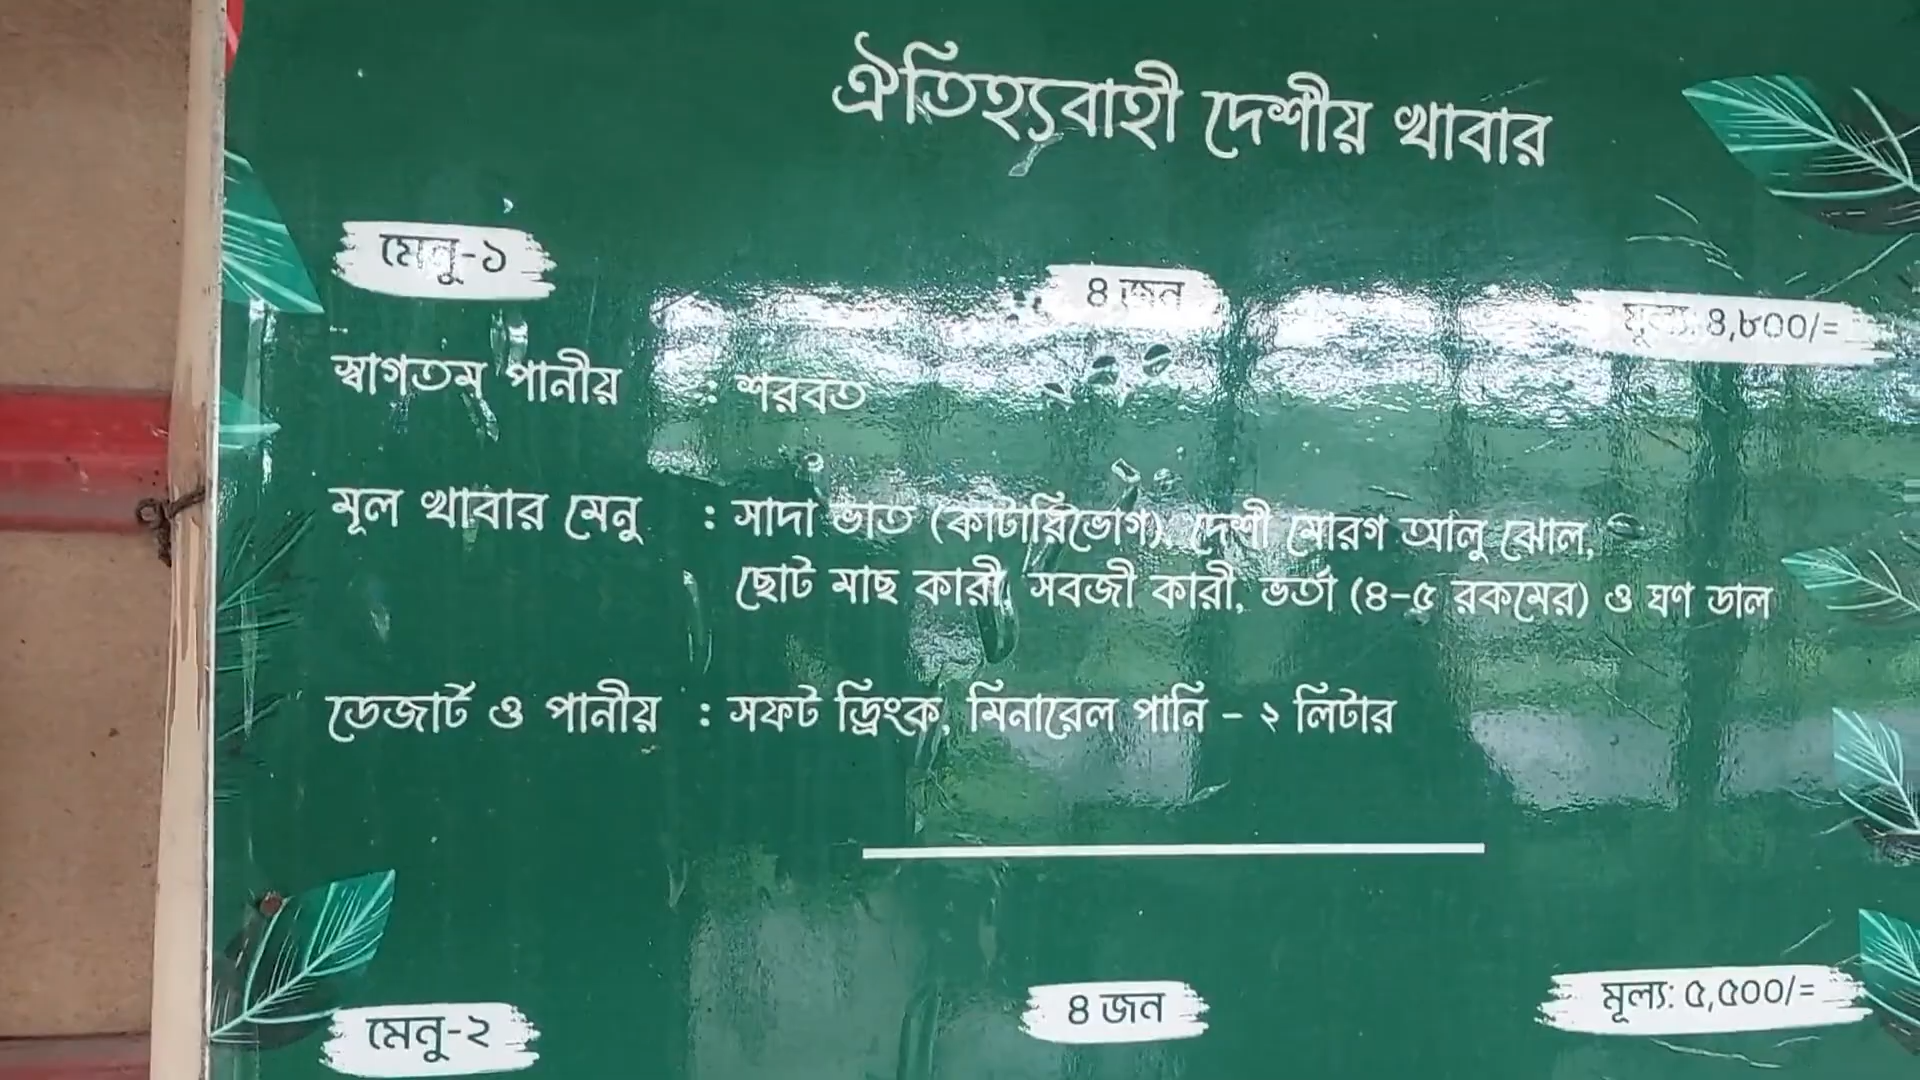 ঐতিহ্যবাহী দেশীয় খাবার
মেনু-১
৪ জন
মূল্য: ৪,৮০০/=
স্বাগতম পানীয় : শরবত
মূল খাবার মেনু : সাদা ভাত (কাটারিভোগ), দেশী মোরগ আলু ঝোল,
ছোট মাছ কারী, সবজী কারী, ভর্তা (৪-৫ রকমের) ও ঘণ ডাল
ডেজার্ট ও পানীয় : সফট ড্রিংক, মিনারেল পানি - ২ লিটার
মেনু-২
৪ জন
মূল্য: ৫,৫০০/=